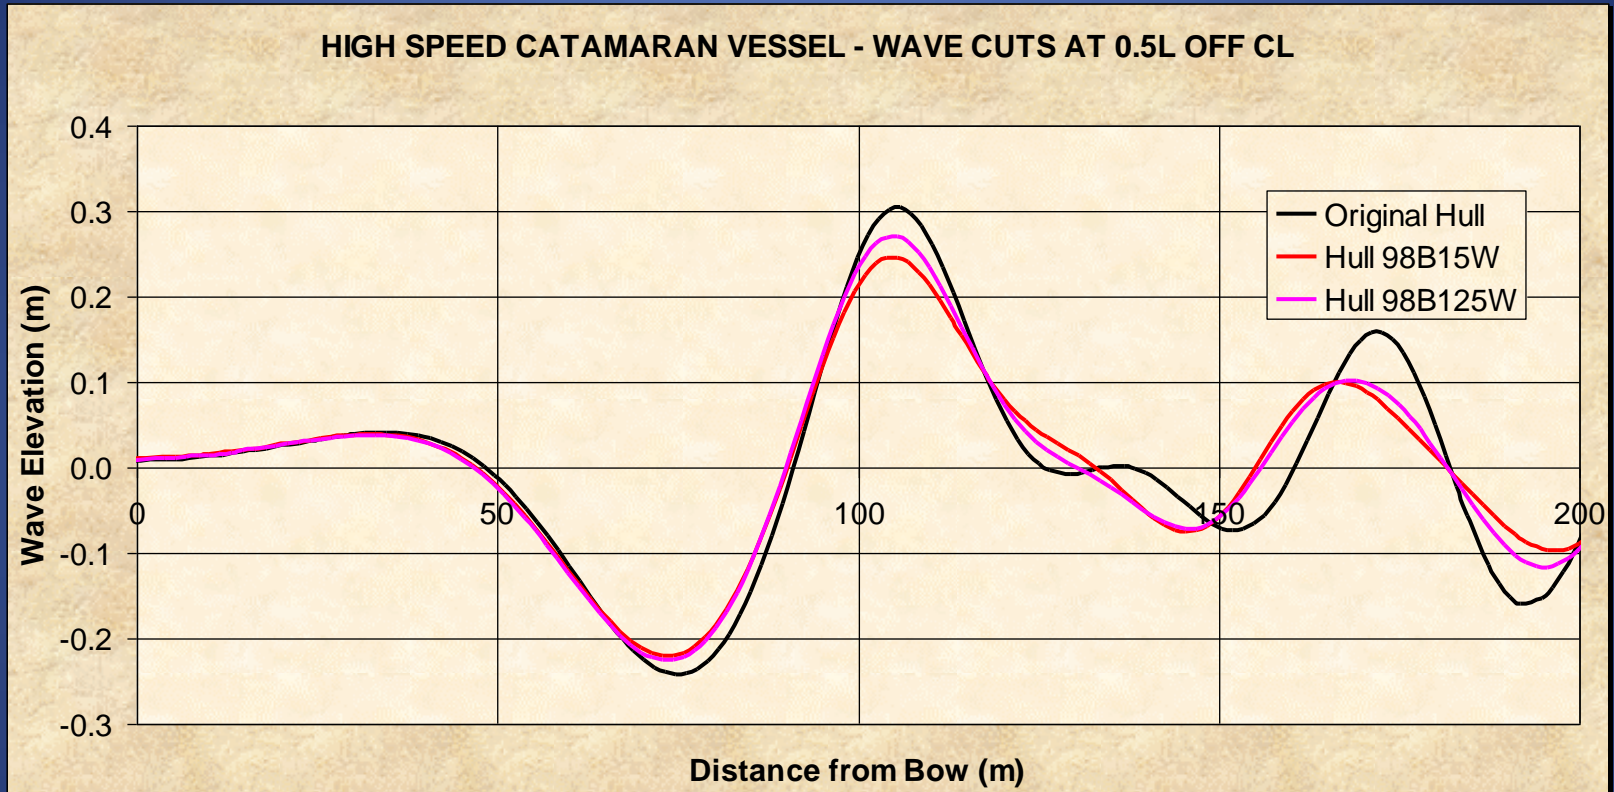 HIGH SPEED CATAMARAN VESSEL - WAVE CUTS AT 0.5L OFF CL
0.4
0.3
0.2
0.1
0.0
-0.1
-0.2
-0.3
Wave Elevation (m)
Original Hull
Hull 98B15W
Hull 98B125W
0 50 100 150 200
Distance from Bow (m)